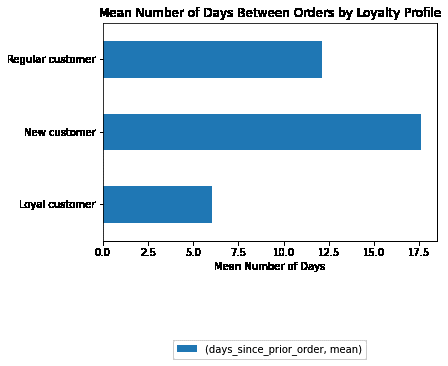 Mean Number of Days Between Orders by Loyalty Profile
Regular customer
New customer
Loyal customer
0.0 2.5 5.0 7.5 10.0 12.5 15.0 17.5
Mean Number of Days
(days_since_prior_order, mean)